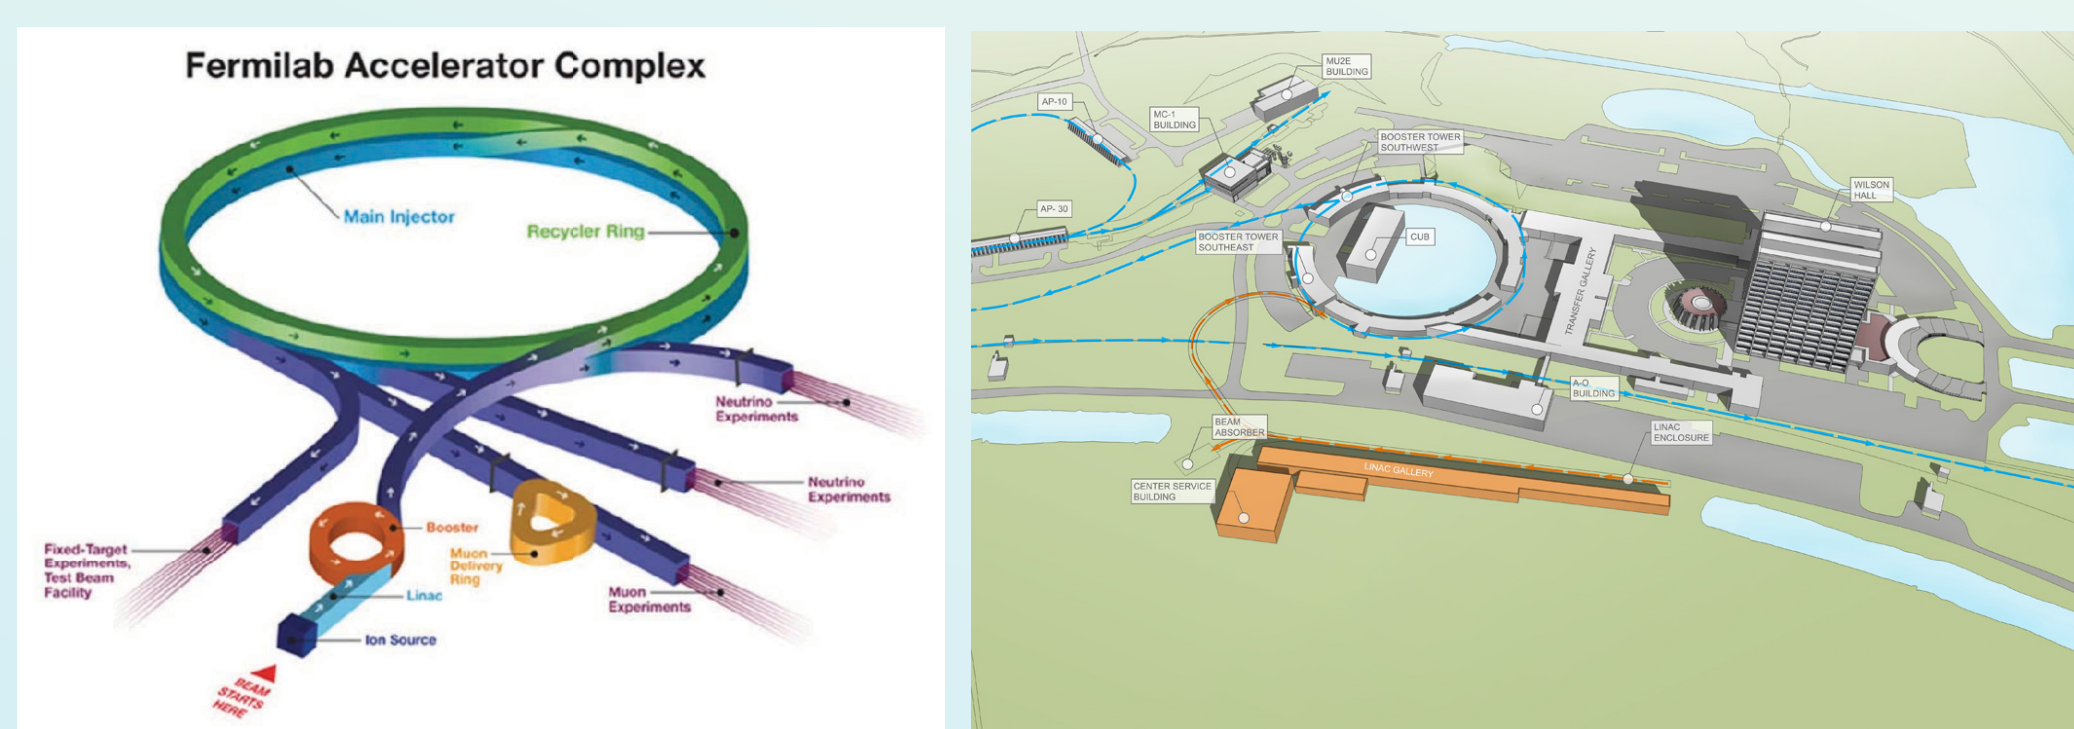 Fermilab Accelerator Complex
Main Injector
Recycler Ring
Neutrino
Experiments
Neutrino
Experiments
Booster
Muon
Delivery
Ring
Fixed-Target
Experiments,
Test Beam
Facility
Linac
Muon
Experiments
Ion Source
BEAM
STARTS
HERE
MU2E
BUILDING
AP-10
MC-1
BUILDING
BOOSTER TOWER
SOUTHWEST
WILSON
HALL
AP- 30
BOOSTER TOWER
SOUTHEAST
CUB
TRANSFER GALLERY
A-O
BUILDING
BEAM
ABSORBER
LINAC
ENCLOSURE
LINAC GALLERY
CENTER SERVICE
BUILDING